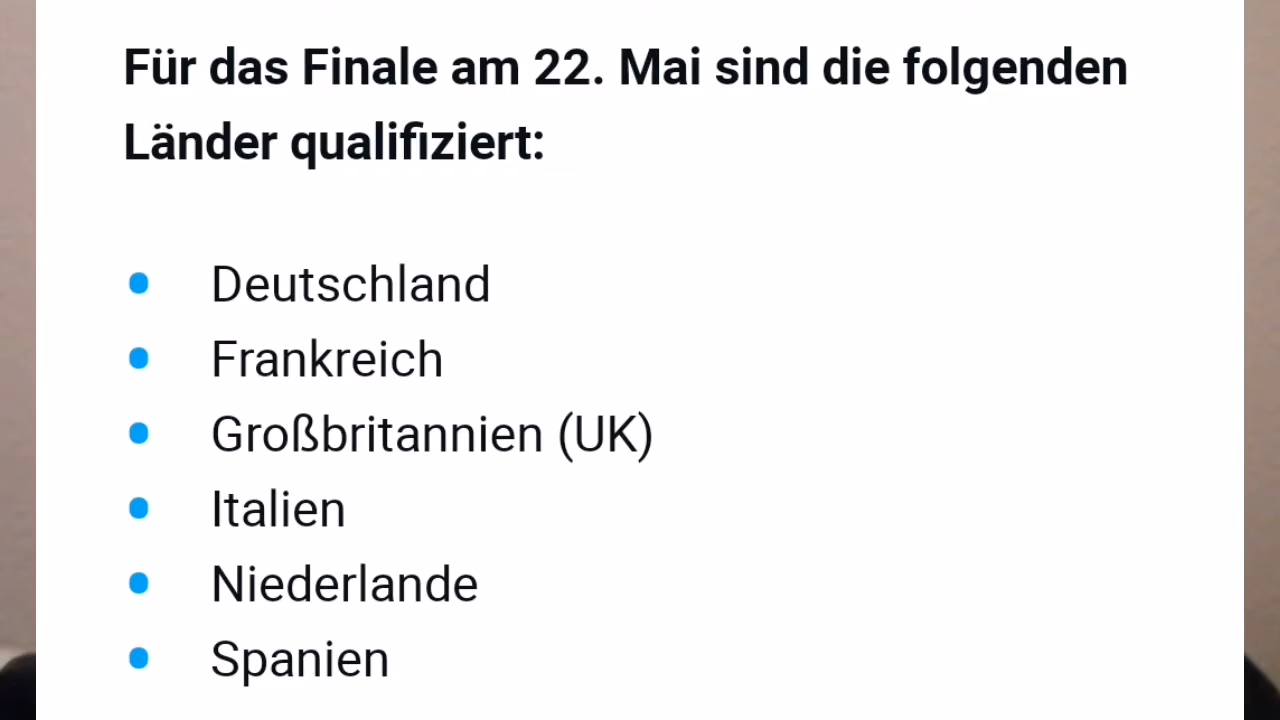 Für das Finale am 22. Mai sind die folgenden
Länder qualifiziert:
Deutschland
Frankreich
Großbritannien (UK)
Italien
Niederlande
Spanien